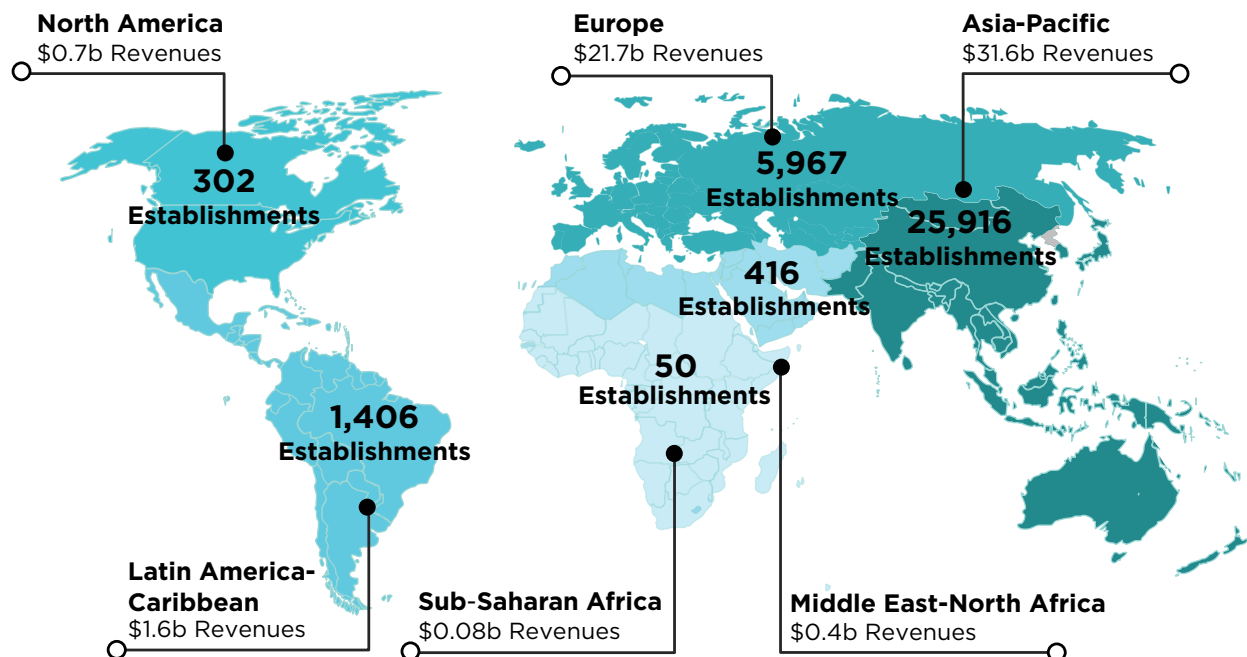 North America
$0.7b Revenues
Europe
$21.7b Revenues
Asia-Pacific
$31.6b Revenues
302
Establishments
5,967
Establishments
25,916
Establishments
416
Establishments
50
Establishments
1,406
Establishments
Latin America-
Caribbean
$1.6b Revenues
Sub-Saharan Africa
$0.08b Revenues
Middle East-North Africa
$0.4b Revenues